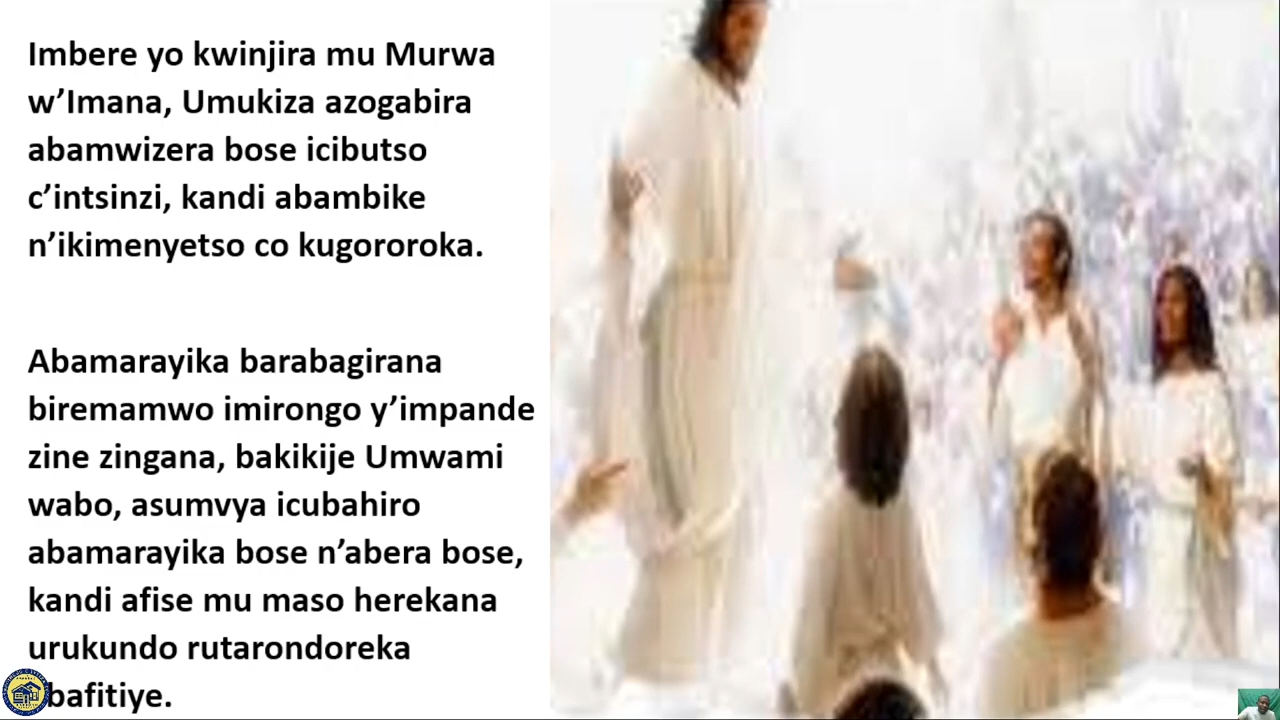 Imbere yo kwinjira mu Murwa
w’Imana, Umukiza azogabira
abamwizera bose icibutso
c’intsinzi, kandi abambike
n’ikimenyetso co kugororoka.
Abamarayika barabagirana
biremamwo imirongo y’impande
zine zingana, bakikije Umwami
wabo, asumvya icubahiro
abamarayika bose n’abera bose,
kandi afise mu maso herekana
urukundo rutarondoreka